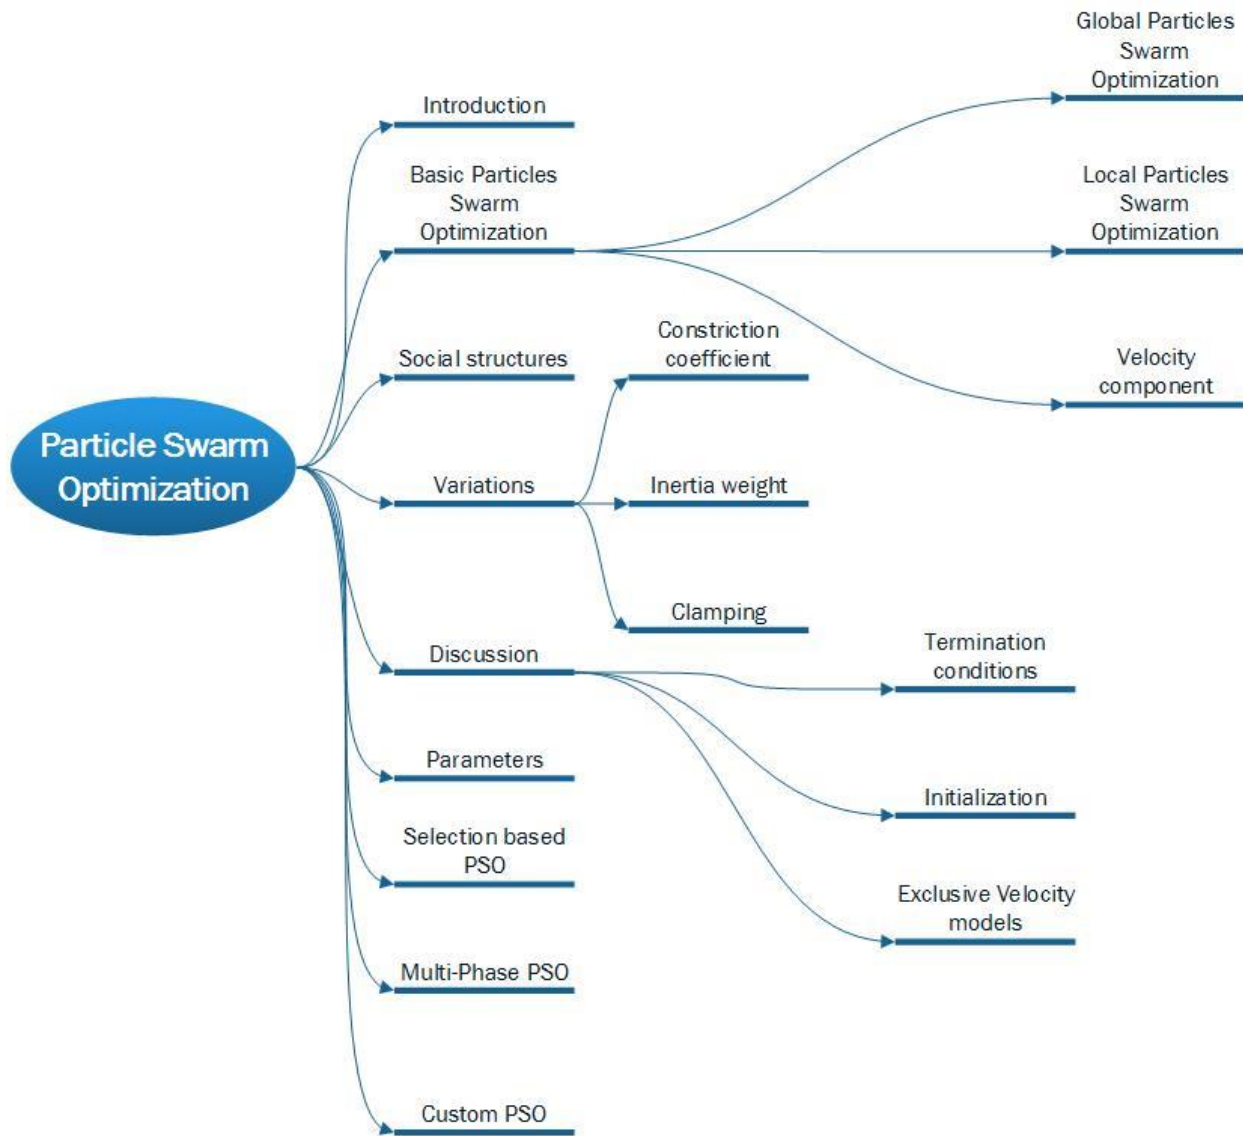 Particle Swarm
Optimization
Introduction
Basic Particles
Swarm
Optimization
Global Particles
Swarm
Optimization
Local Particles
Swarm
Optimization
Velocity
component
Social structures
Variations
Constriction
coefficient
Inertia weight
Clamping
Discussion
Termination
conditions
Initialization
Exclusive Velocity
models
Parameters
Selection based
PSO
Multi-Phase PSO
Custom PSO